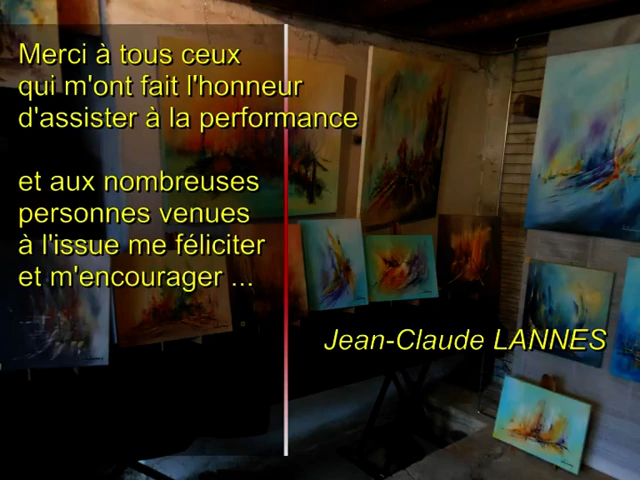 Merci à tous ceux
qui m'ont fait l'honneur
d'assister à la performance
et aux nombreuses
personnes venues
à l'issue me féliciter
et m'encourager ...
Jean-Claude LANNES